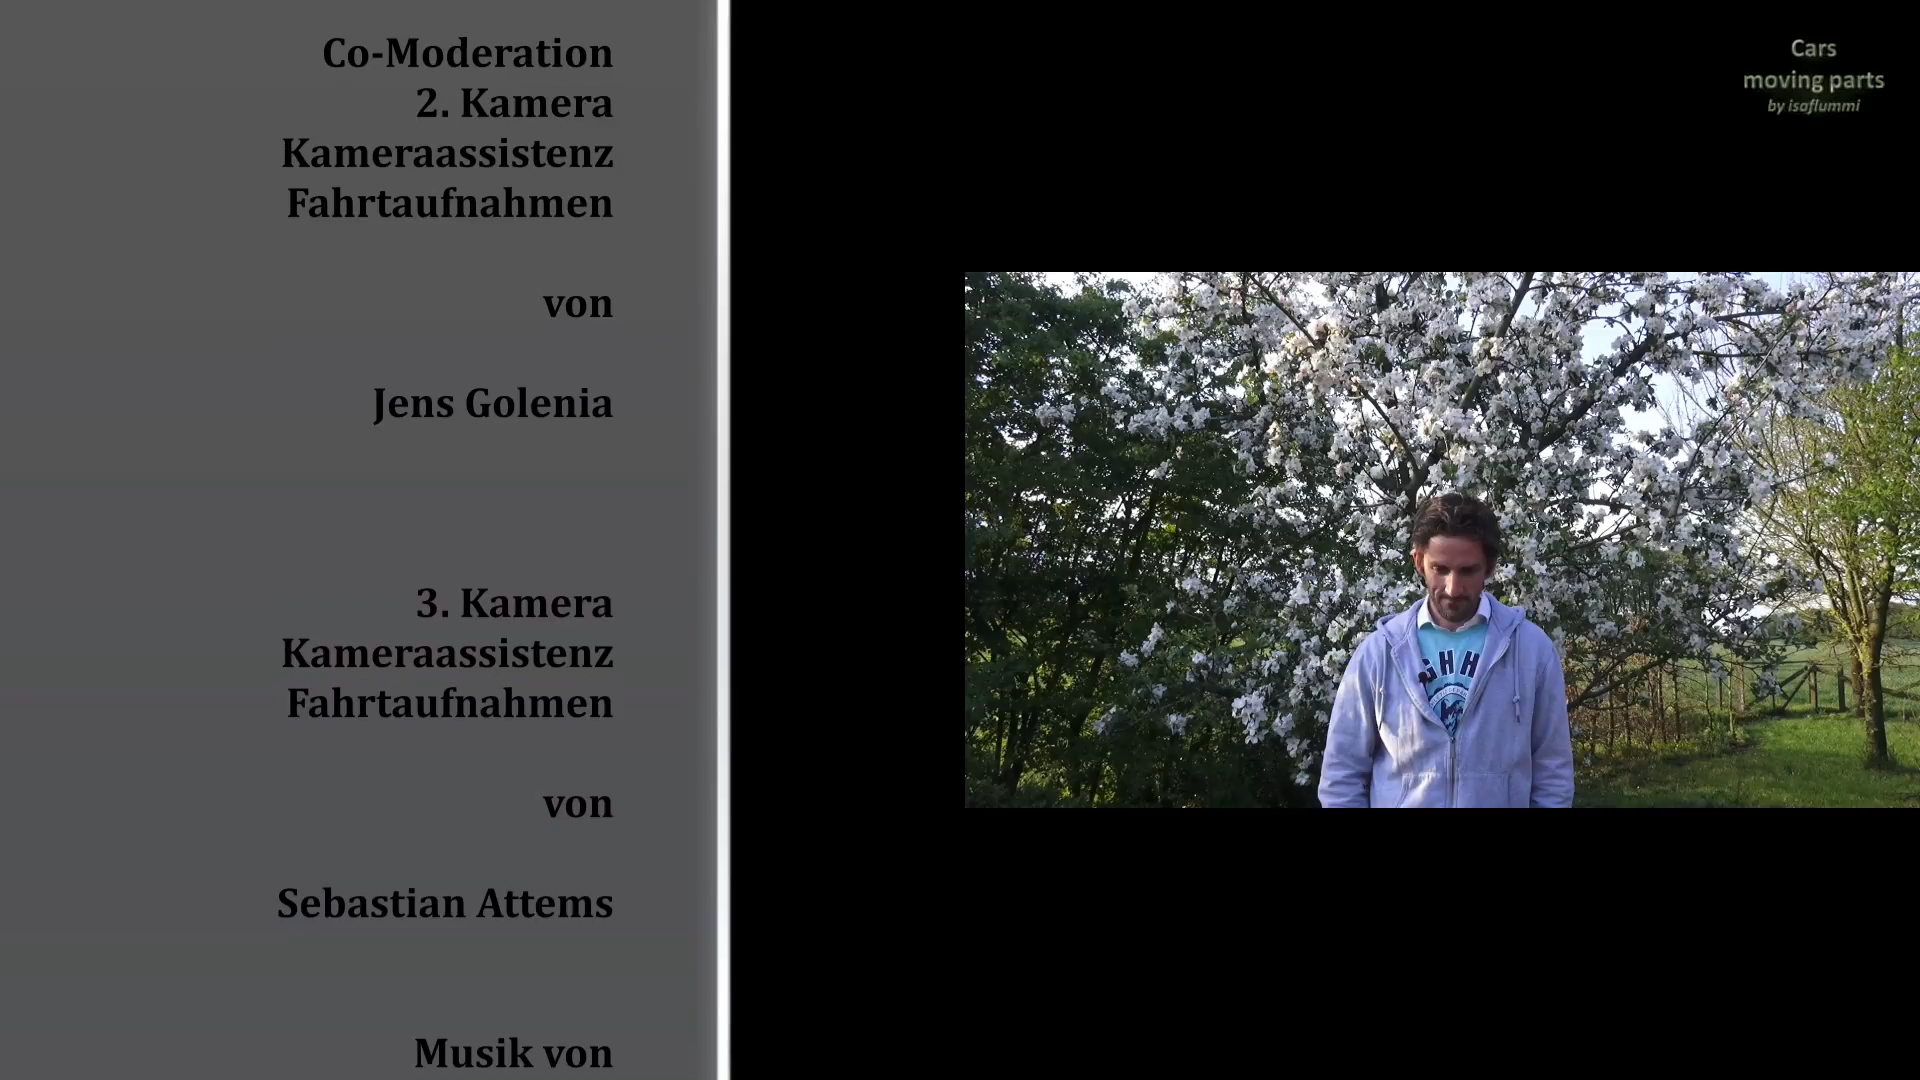 Co-Moderation
2. Kamera
Kameraassistenz
Fahrtaufnahmen
von
Jens Golenia
3. Kamera
Kameraassistenz
Fahrtaufnahmen
von
Sebastian Attems
Musik von
Cars
moving parts
by isaflummi
GHH